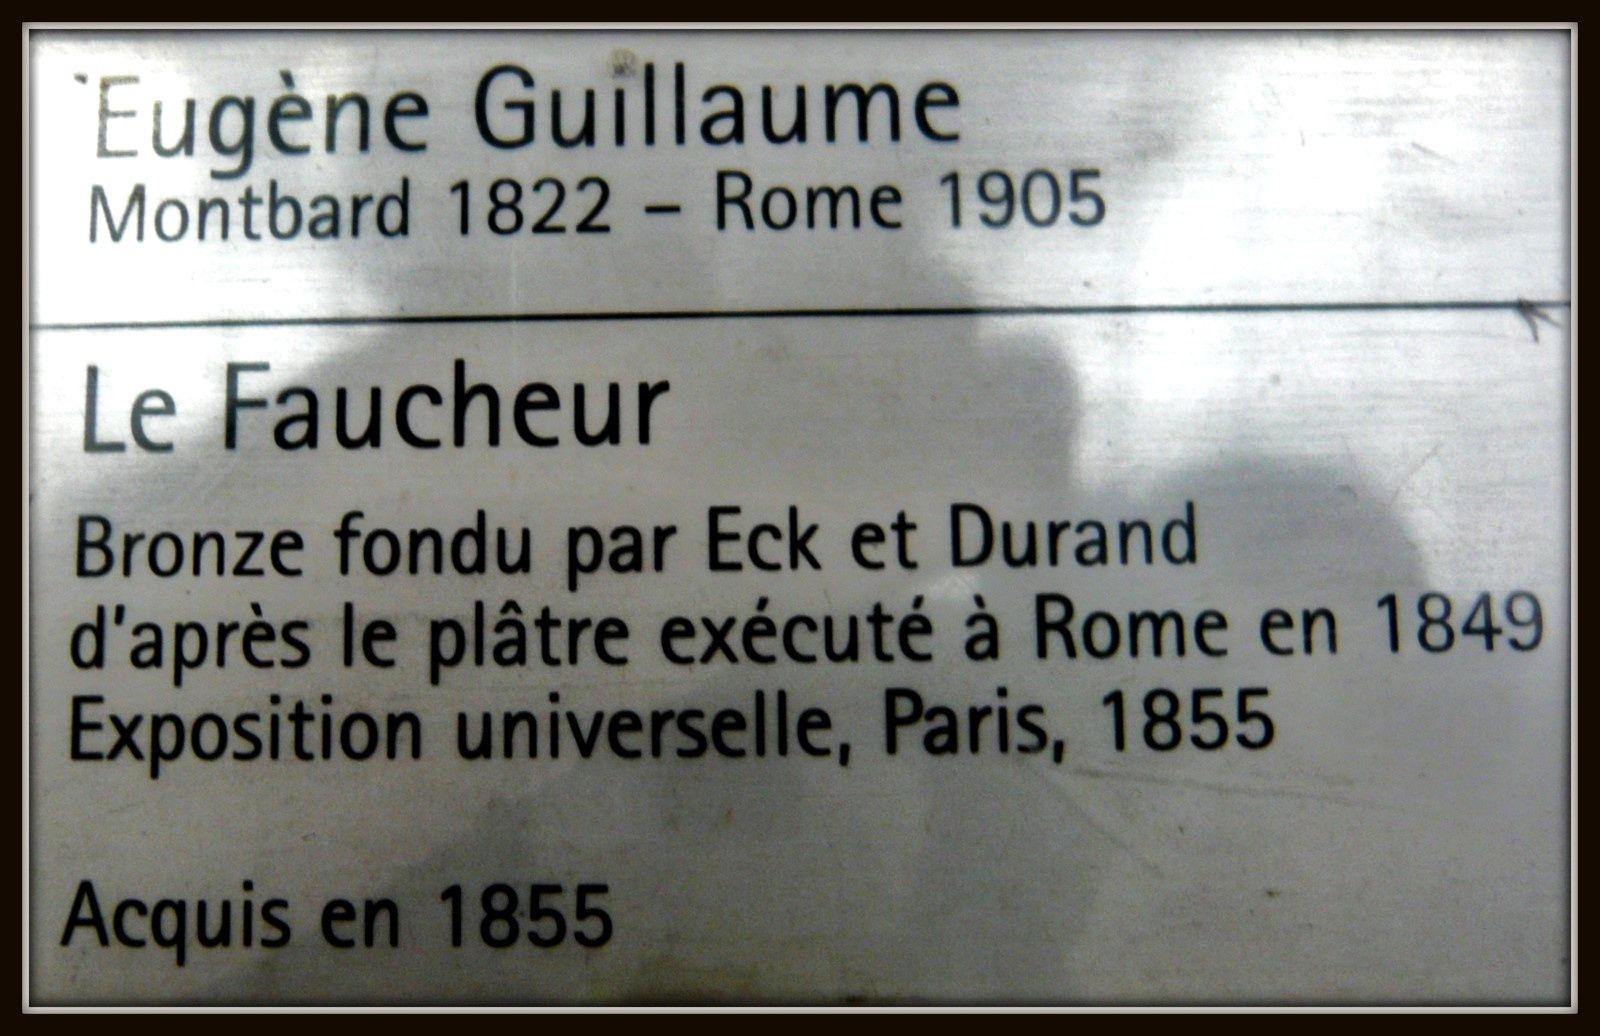 Eugène Guillaume
Montbard 1822 – Rome 1905
Le Faucheur
Bronze fondu par Eck et Durand
d'après le plâtre exécuté à Rome en 1849
Exposition universelle, Paris, 1855
Acquis en 1855